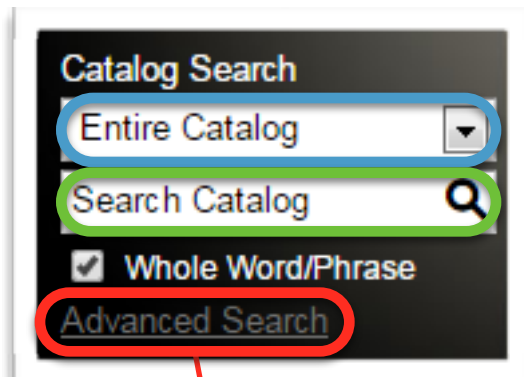 Catalog Search
Entire Catalog
Search Catalog
Whole Word/Phrase
Advanced Search